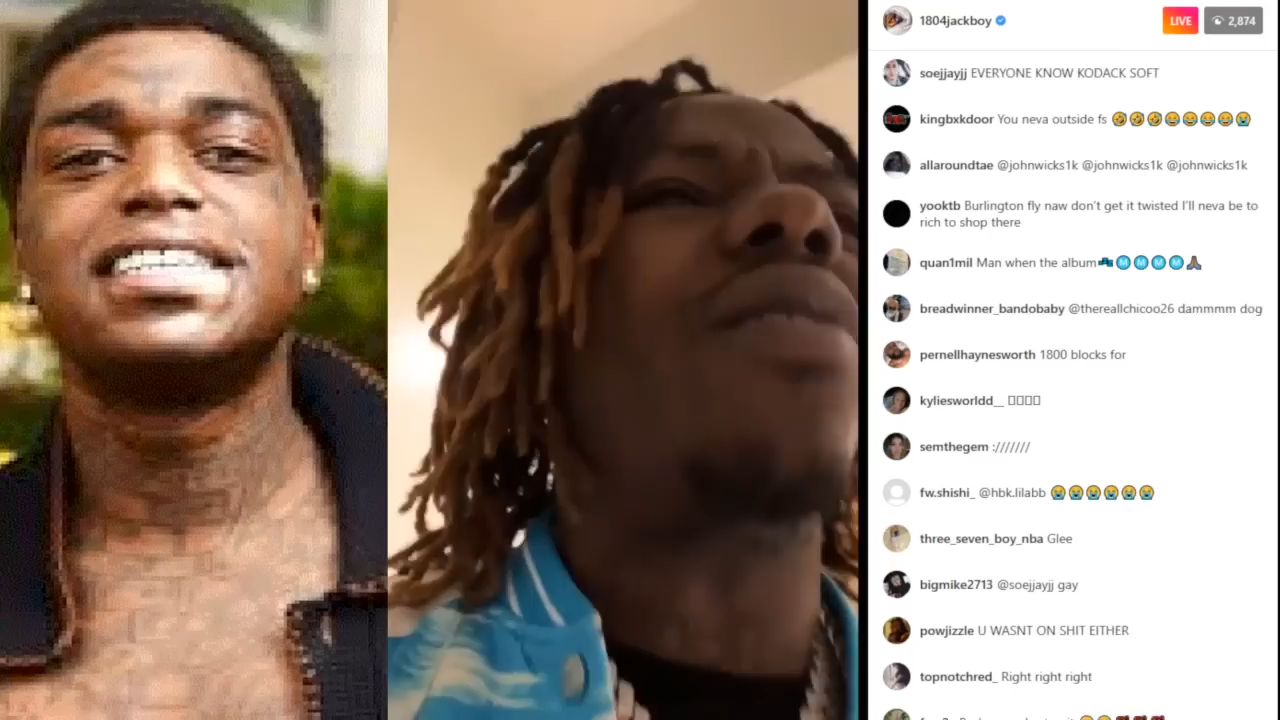 1804jackboy
LIVE
2,874
soejjayjj EVERYONE KNOW KODACK SOFT
kingbxkdoor You neva outside fs 🤣🤣🤣😂😂😂😂😭
allaroundtae @johnwicks1k @johnwicks1k @johnwicks1k
yooktb Burlington fly naw don't get it twisted I'll neva be to
rich to shop there
quan1mil Man when the album Ⓜ️Ⓜ️Ⓜ️Ⓜ️🙏🏾
breadwinner_bandobaby @thereallchicoo26 dammmm dog
pernellhaynesworth 1800 blocks for
kyliesworldd__ ▯▯▯▯
semthegem :///////
fw.shishi_ @hbk.lilabb 😭😭😭😭😭😭
three_seven_boy_nba Glee
bigmike2713 @soejjayjj gay
powjizzle U WASNT ON SHIT EITHER
topnotchred_ Right right right